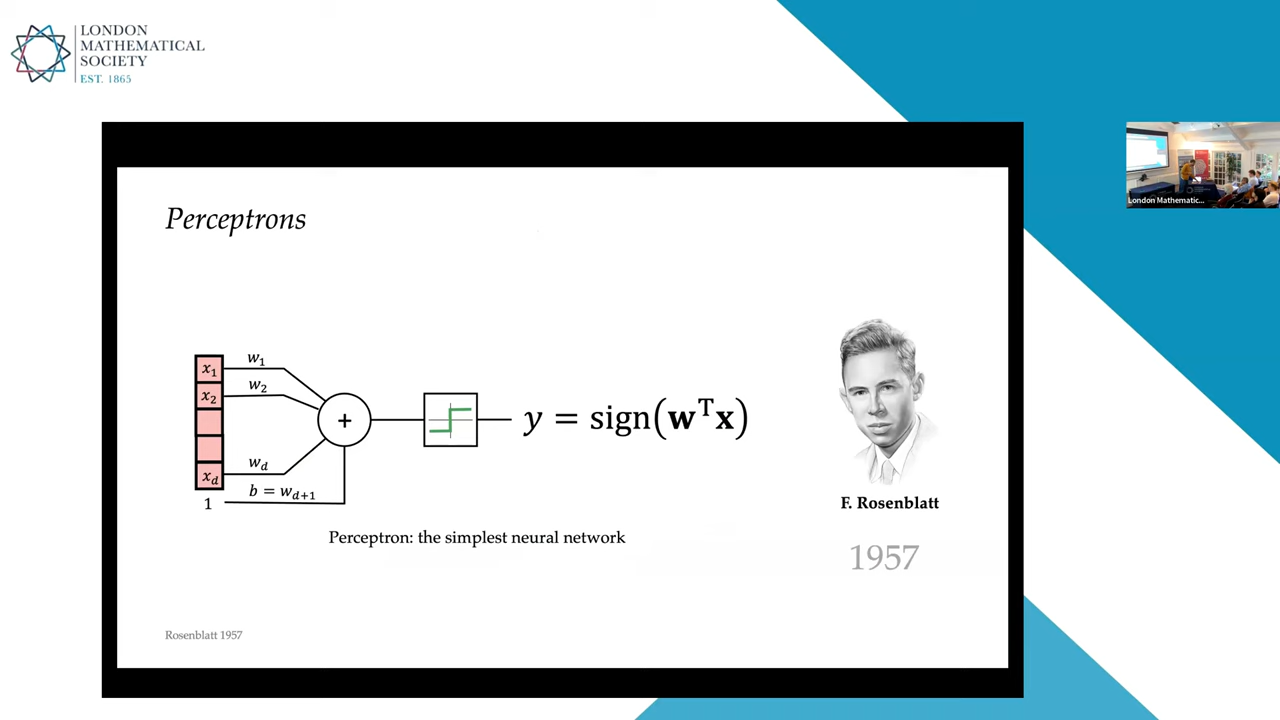 LONDON
MATHEMATICAL
SOCIETY
EST. 1865
London Mathematic...
Perceptrons
x₁
w₁
x₂
w₂
x_d
w_d
1
b = w_{d+1}
+
y = sign(𝐰ᵀ𝐱)
Perceptron: the simplest neural network
F. Rosenblatt
1957
Rosenblatt 1957